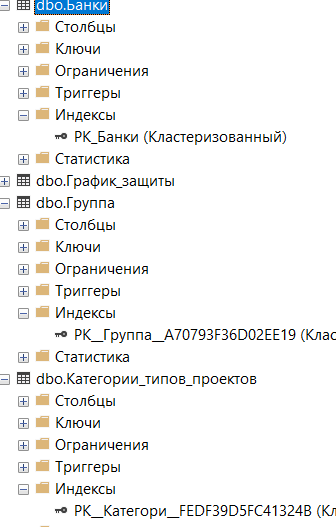 dbo.Банки
Столбцы
Ключи
Ограничения
Триггеры
Индексы
PK_Банки (Кластеризованный)
Статистика
dbo.График_защиты
dbo.Группа
Столбцы
Ключи
Ограничения
Триггеры
Индексы
PK__Группа__A70793F36D02EE19 (Клас
Статистика
dbo.Категории_типов_проектов
Столбцы
Ключи
Ограничения
Триггеры
Индексы
PK__Категори__FEDF39D5FC41324B (Кл